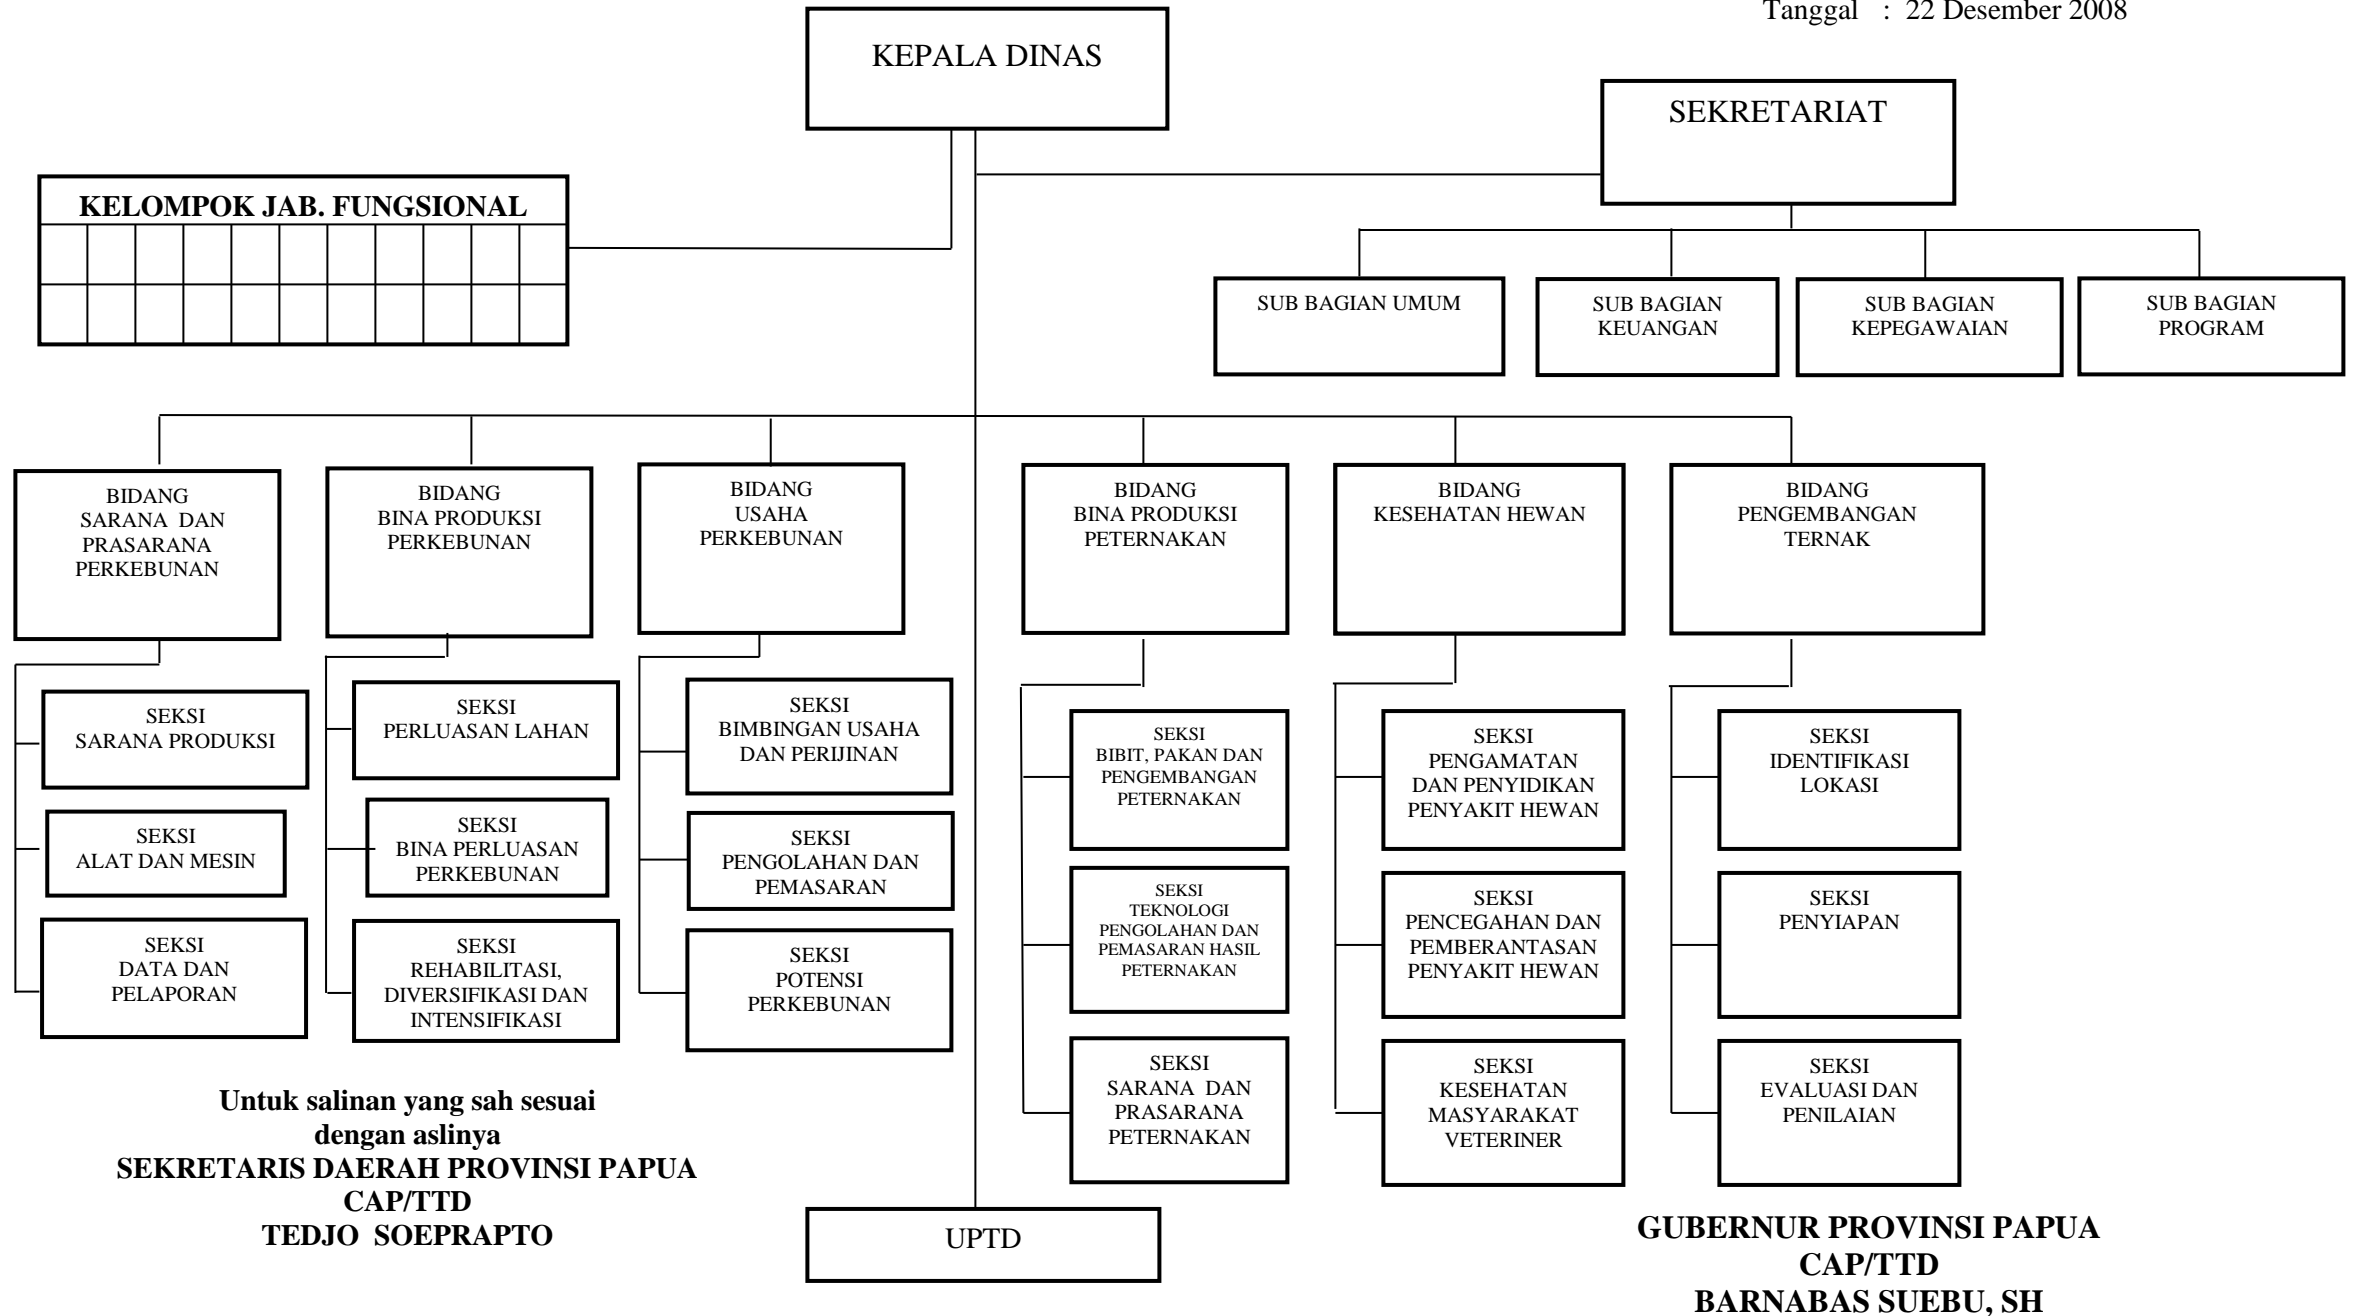 Tanggal : 22 Desember 2008
KEPALA DINAS
SEKRETARIAT
KELOMPOK JAB. FUNGSIONAL
SUB BAGIAN UMUM
SUB BAGIAN
KEUANGAN
SUB BAGIAN
KEPEGAWAIAN
SUB BAGIAN
PROGRAM
BIDANG
SARANA DAN
PRASARANA
PERKEBUNAN
BIDANG
BINA PRODUKSI
PERKEBUNAN
BIDANG
USAHA
PERKEBUNAN
BIDANG
BINA PRODUKSI
PETERNAKAN
BIDANG
KESEHATAN HEWAN
BIDANG
PENGEMBANGAN
TERNAK
SEKSI
SARANA PRODUKSI
SEKSI
ALAT DAN MESIN
SEKSI
DATA DAN
PELAPORAN
SEKSI
PERLUASAN LAHAN
SEKSI
BINA PERLUASAN
PERKEBUNAN
SEKSI
REHABILITASI,
DIVERSIFIKASI DAN
INTENSIFIKASI
SEKSI
BIMBINGAN USAHA
DAN PERIJINAN
SEKSI
PENGOLAHAN DAN
PEMASARAN
SEKSI
POTENSI
PERKEBUNAN
SEKSI
BIBIT, PAKAN DAN
PENGEMBANGAN
PETERNAKAN
SEKSI
TEKNOLOGI
PENGOLAHAN DAN
PEMASARAN HASIL
PETERNAKAN
SEKSI
SARANA DAN
PRASARANA
PETERNAKAN
SEKSI
PENGAMATAN
DAN PENYIDIKAN
PENYAKIT HEWAN
SEKSI
PENCEGAHAN DAN
PEMBERANTASAN
PENYAKIT HEWAN
SEKSI
KESEHATAN
MASYARAKAT
VETERINER
SEKSI
IDENTIFIKASI
LOKASI
SEKSI
PENYIAPAN
SEKSI
EVALUASI DAN
PENILAIAN
Untuk salinan yang sah sesuai
dengan aslinya
SEKRETARIS DAERAH PROVINSI PAPUA
CAP/TTD
TEDJO SOEPRAPTO
UPTD
GUBERNUR PROVINSI PAPUA
CAP/TTD
BARNABAS SUEBU, SH